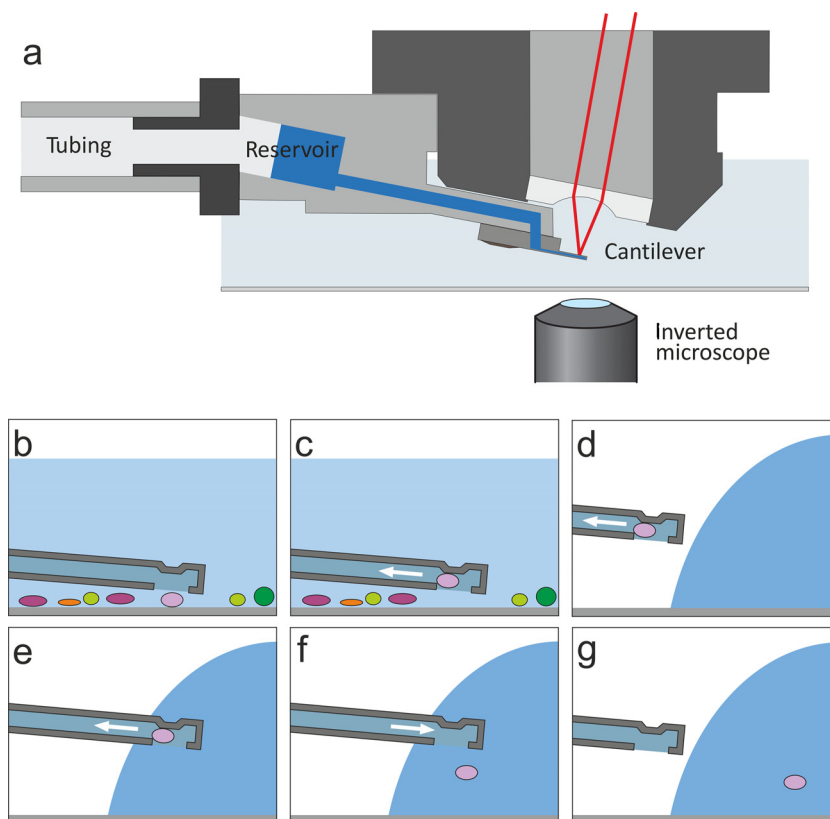 a
Tubing
Reservoir
Cantilever
Inverted
microscope
b
c
d
e
f
g